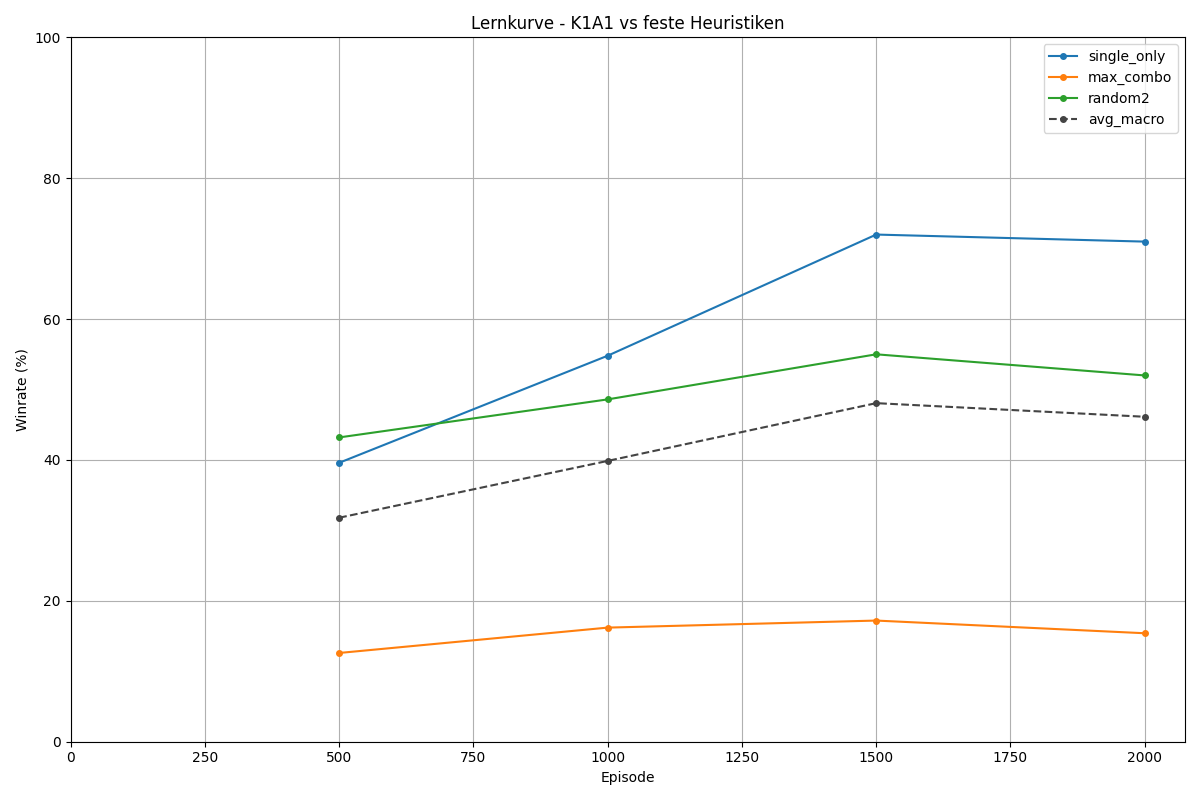 Lernkurve - K1A1 vs feste Heuristiken
single_only
max_combo
random2
avg_macro
Winrate (%)
100
80
60
40
20
0
0 250 500 750 1000 1250 1500 1750 2000
Episode